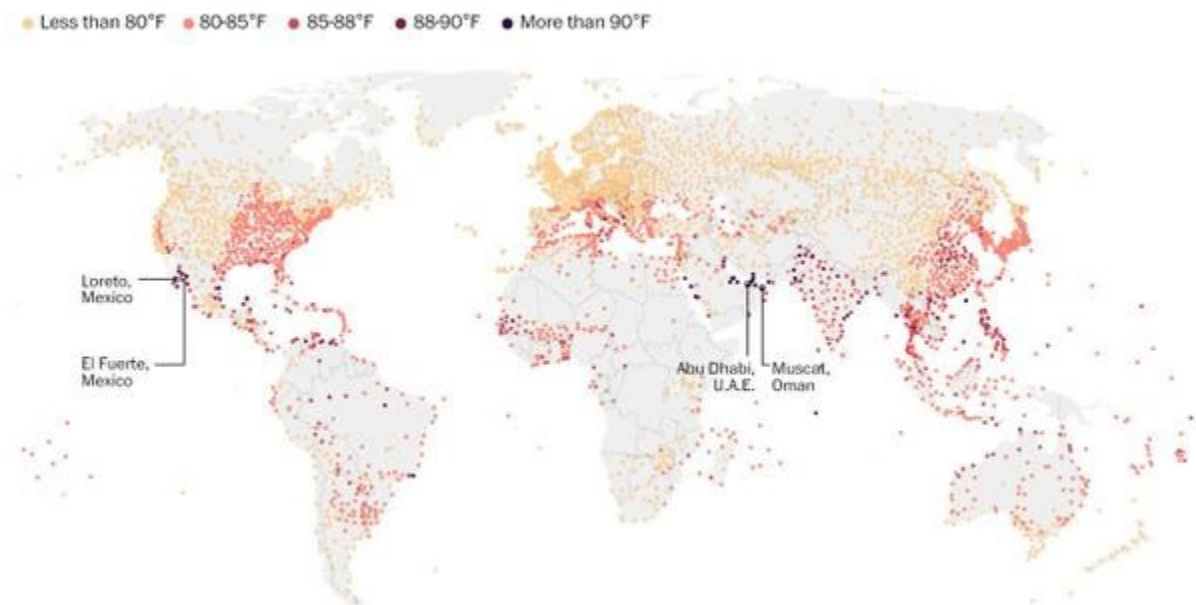 Less than 80°F 80-85°F 85-88°F 88-90°F More than 90°F
Loreto,
Mexico
El Fuerte,
Mexico
Abu Dhabi,
U.A.E.
Muscat,
Oman